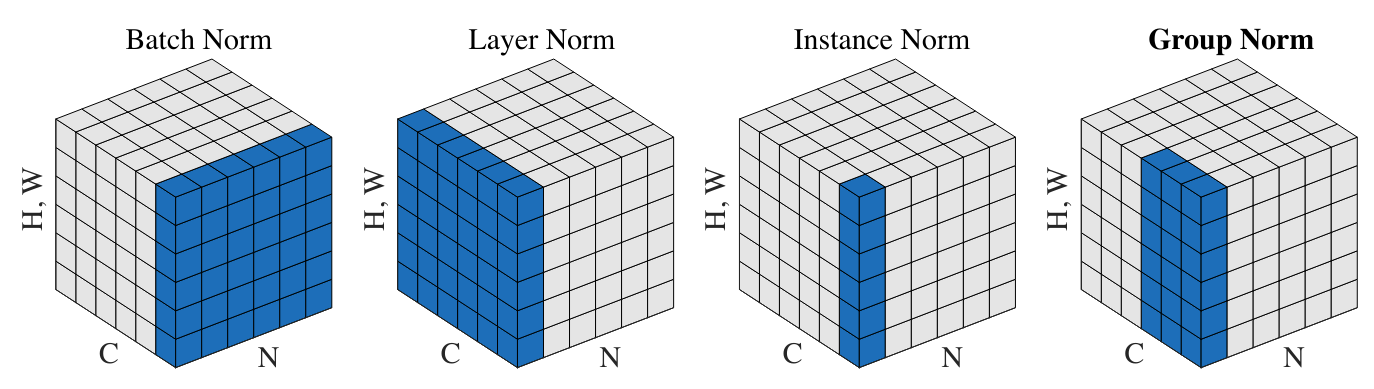 Batch Norm
Layer Norm
Instance Norm
Group Norm
H, W
C
N
H, W
C
N
H, W
C
N
H, W
C
N